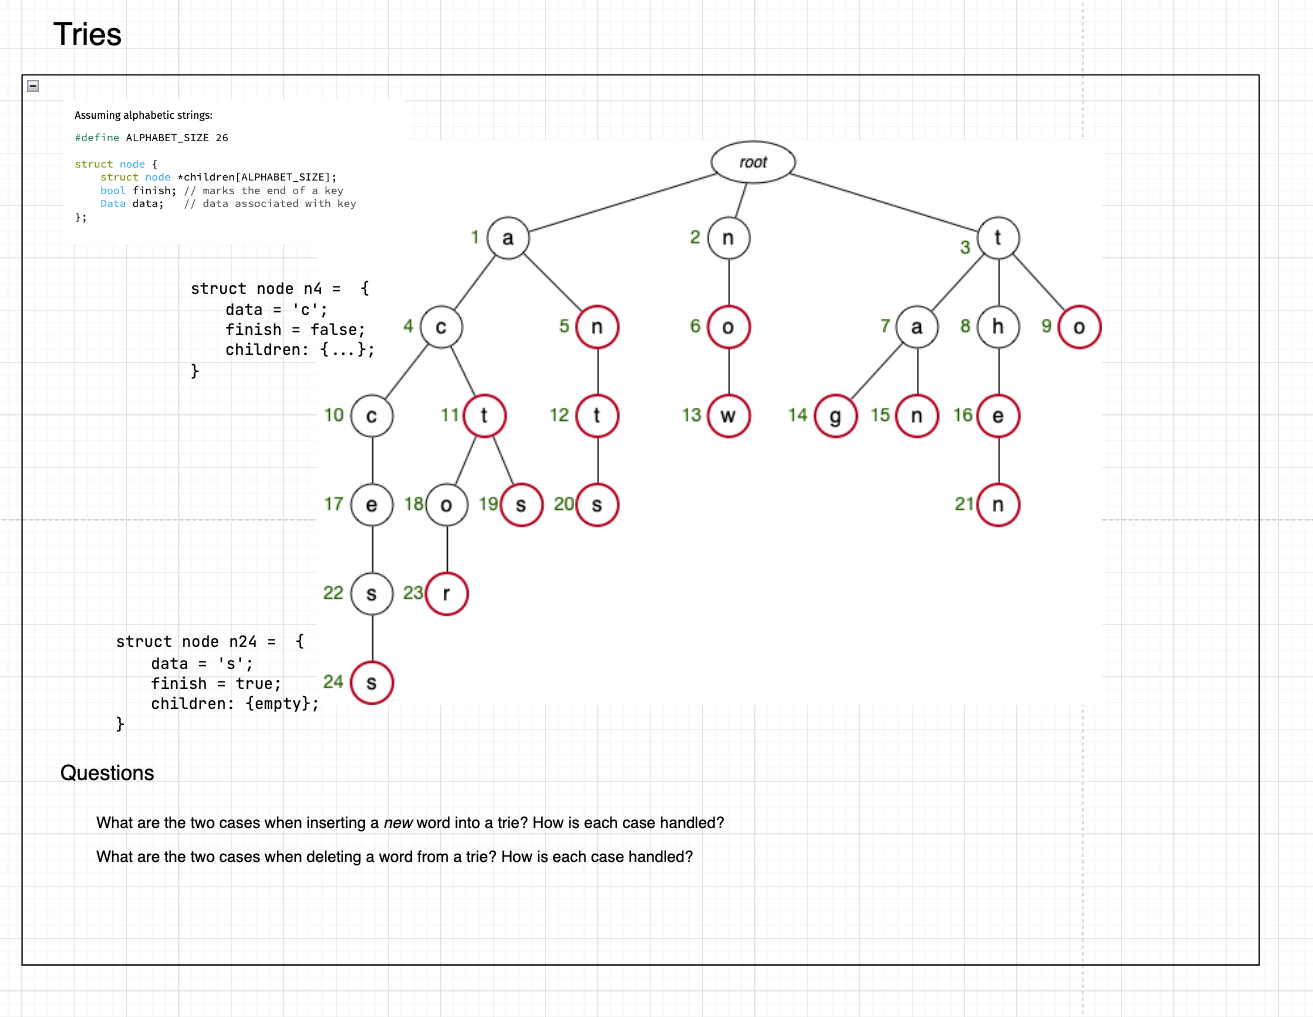 Tries
Assuming alphabetic strings:
#define ALPHABET_SIZE 26
struct node {
struct node *children[ALPHABET_SIZE];
bool finish; // marks the end of a key
Data data; // data associated with key
};
root
1 a
2 n
3 t
struct node n4 = {
data = 'c';
finish = false;
children: {...};
}
4 c
5 n
6 o
7 a
8 h
9 o
10 c
11 t
12 t
13 w
14 g
15 n
16 e
17 e
18 o
19 s
20 s
21 n
22 s
23 r
struct node n24 = {
data = 's';
finish = true;
children: {empty};
}
24 s
Questions
What are the two cases when inserting a new word into a trie? How is each case handled?
What are the two cases when deleting a word from a trie? How is each case handled?